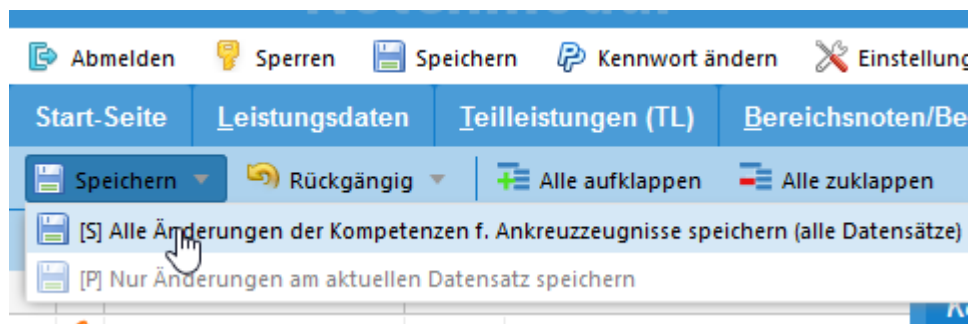 Abmelden Sperren Speichern Kennwort ändern Einstellung
Start-Seite Leistungsdaten Teilleistungen (TL) Bereichsnoten/Be
Speichern Rückgängig Alle aufklappen Alle zuklappen
[S] Alle Änderungen der Kompetenzen f. Ankreuzzeugnisse speichern (alle Datensätze)
[P] Nur Änderungen am aktuellen Datensatz speichern